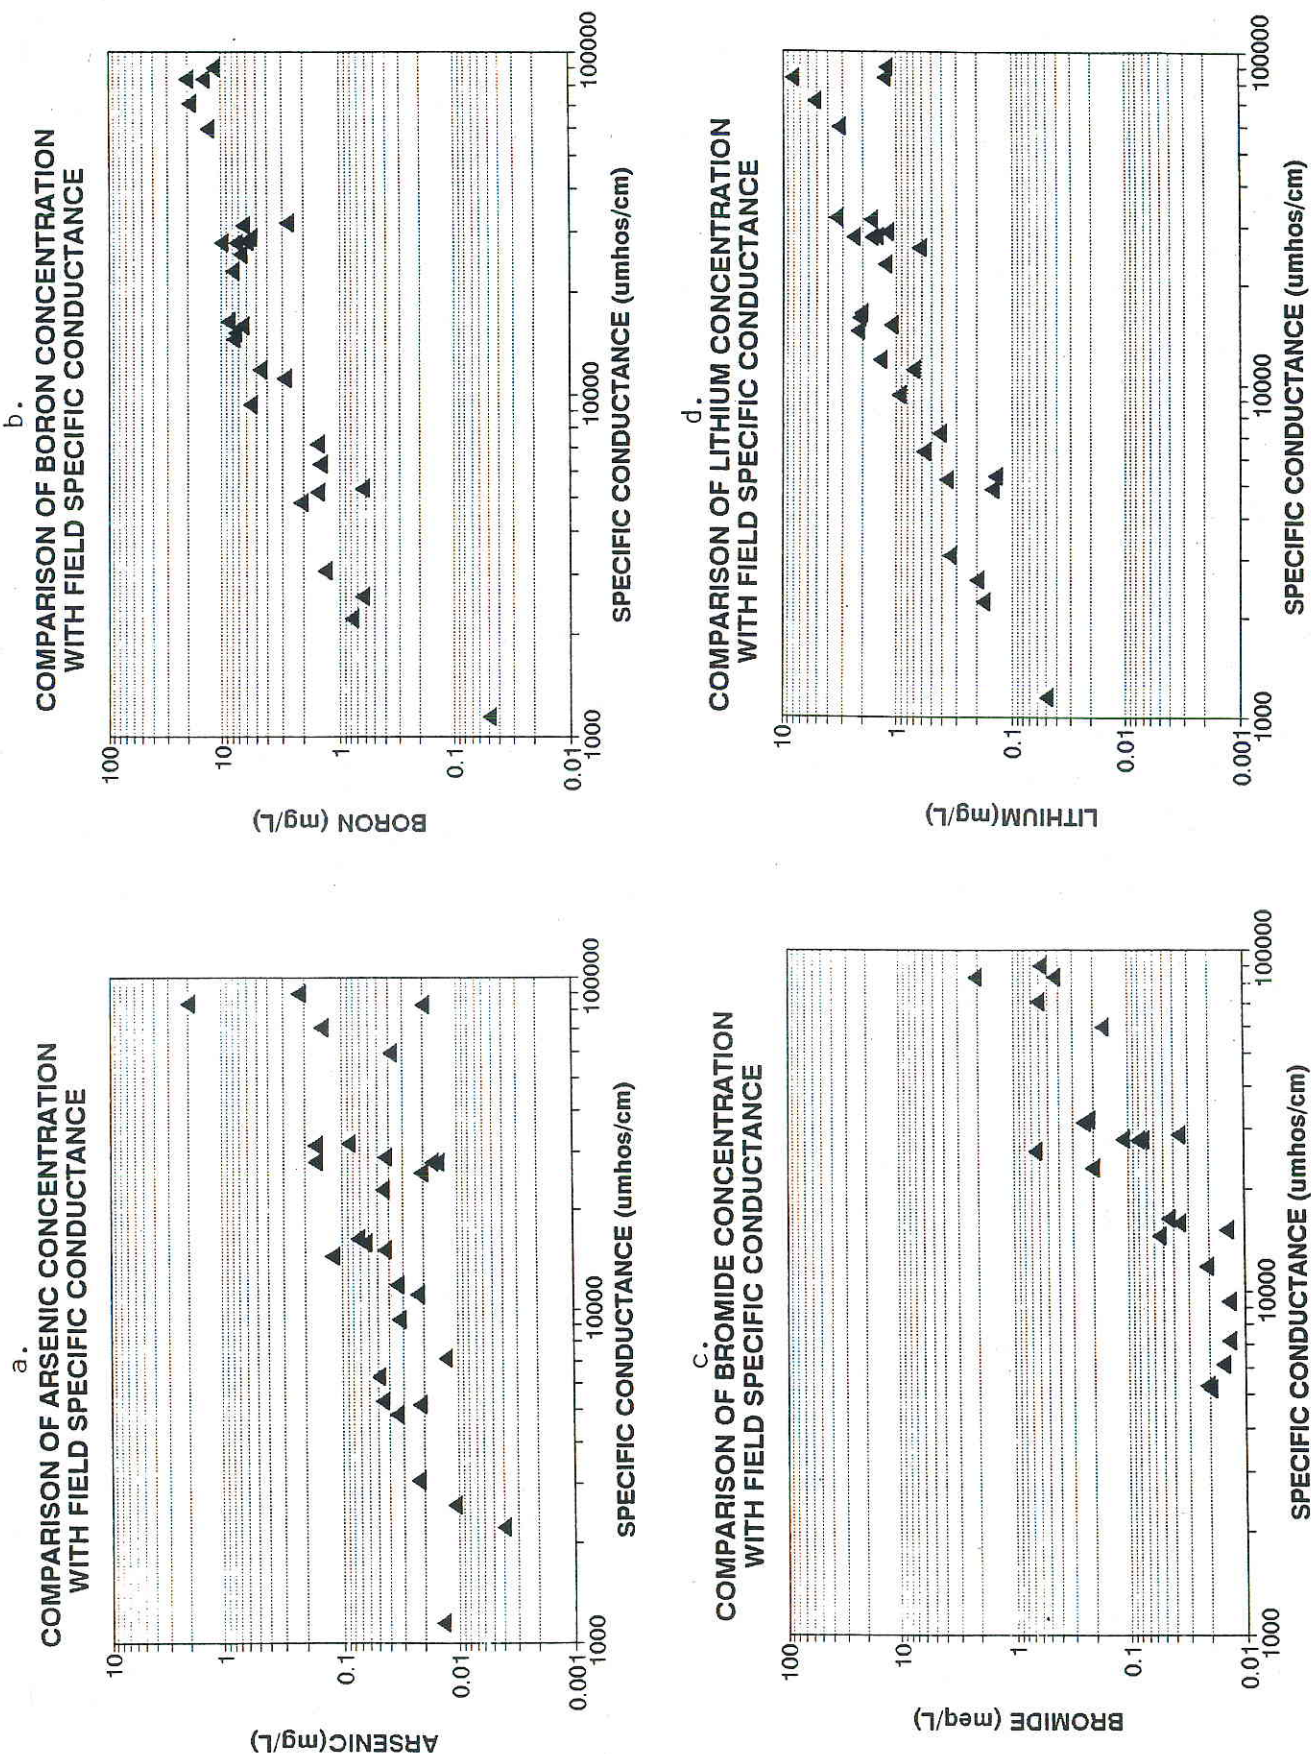 a.
COMPARISON OF ARSENIC CONCENTRATION
WITH FIELD SPECIFIC CONDUCTANCE
10
1
0.1
0.01
0.001
1000
10000
100000
ARSENIC(mg/L)
SPECIFIC CONDUCTANCE (umhos/cm)
b.
COMPARISON OF BORON CONCENTRATION
WITH FIELD SPECIFIC CONDUCTANCE
100
10
1
0.1
0.01
1000
10000
100000
BORON (mg/L)
SPECIFIC CONDUCTANCE (umhos/cm)
c.
COMPARISON OF BROMIDE CONCENTRATION
WITH FIELD SPECIFIC CONDUCTANCE
100
10
1
0.1
0.01
1000
10000
100000
BROMIDE (meq/L)
SPECIFIC CONDUCTANCE (umhos/cm)
d.
COMPARISON OF LITHIUM CONCENTRATION
WITH FIELD SPECIFIC CONDUCTANCE
10
1
0.1
0.01
0.001
1000
10000
100000
LITHIUM(mg/L)
SPECIFIC CONDUCTANCE (umhos/cm)